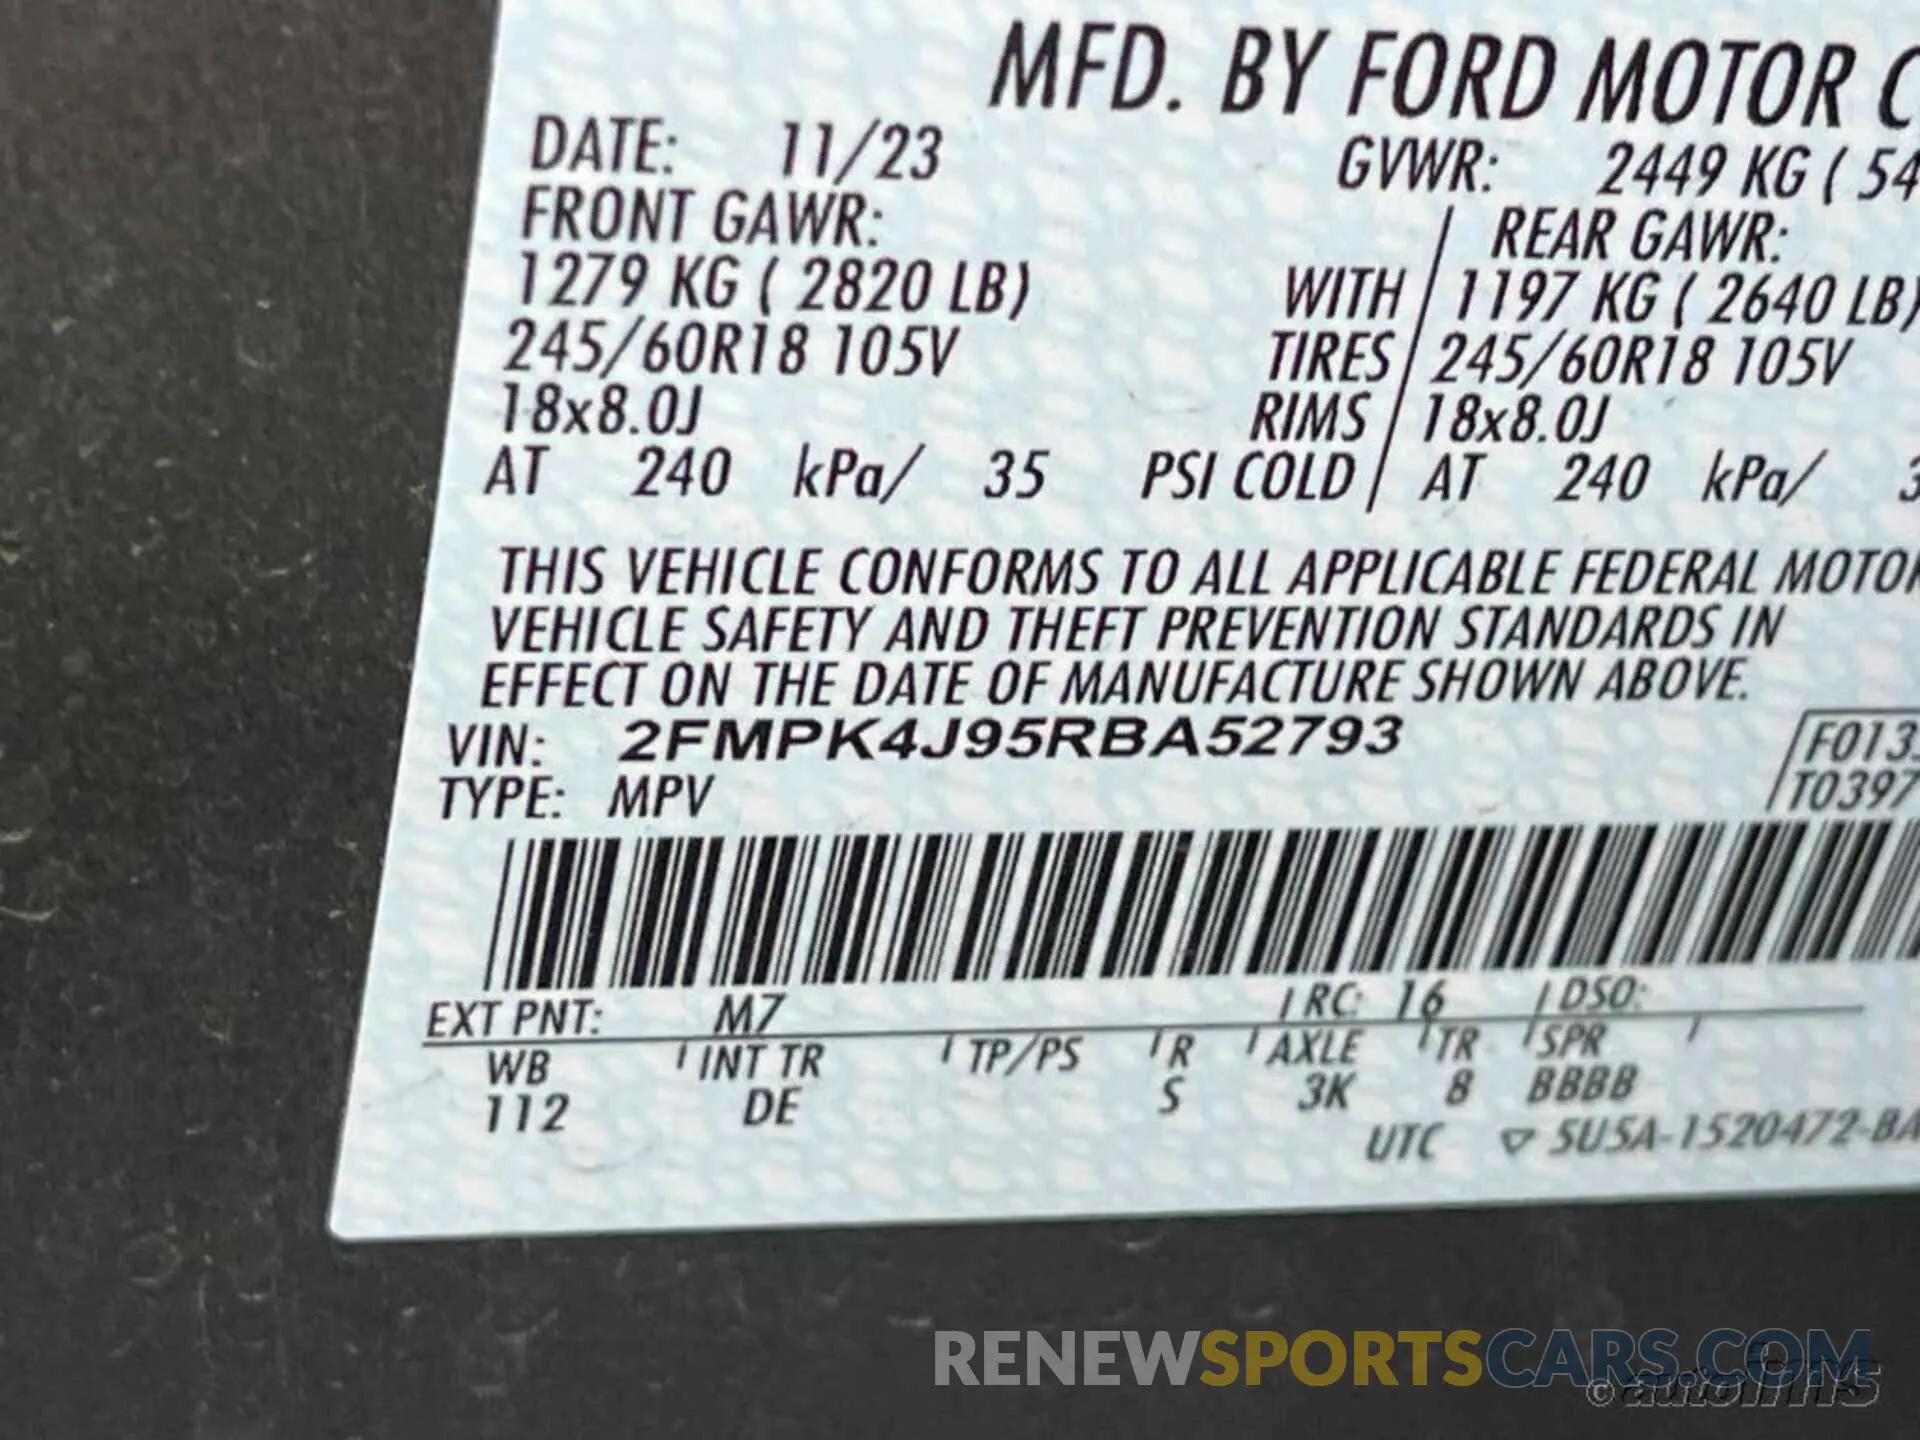 MFD. BY FORD MOTOR C
DATE: 11/23 GVWR: 2449 KG ( 54
FRONT GAWR: REAR GAWR:
1279 KG ( 2820 LB) WITH 1197 KG ( 2640 LB)
245/60R18 105V TIRES 245/60R18 105V
18x8.0J RIMS 18x8.0J
AT 240 kPa/ 35 PSI COLD AT 240 kPa/ 3
THIS VEHICLE CONFORMS TO ALL APPLICABLE FEDERAL MOTOR
VEHICLE SAFETY AND THEFT PREVENTION STANDARDS IN
EFFECT ON THE DATE OF MANUFACTURE SHOWN ABOVE.
VIN: 2FMPK4J95RBA52793
F013
TYPE: MPV
T0397
EXT PNT: M7 RC: 16 DSO:
WB INT TR TP/PS R AXLE TR SPR
112 DE S 3K 8 BBBB
UTC ▽ 5U5A-1520472-BA
RENEWSPORTSCARS.COM